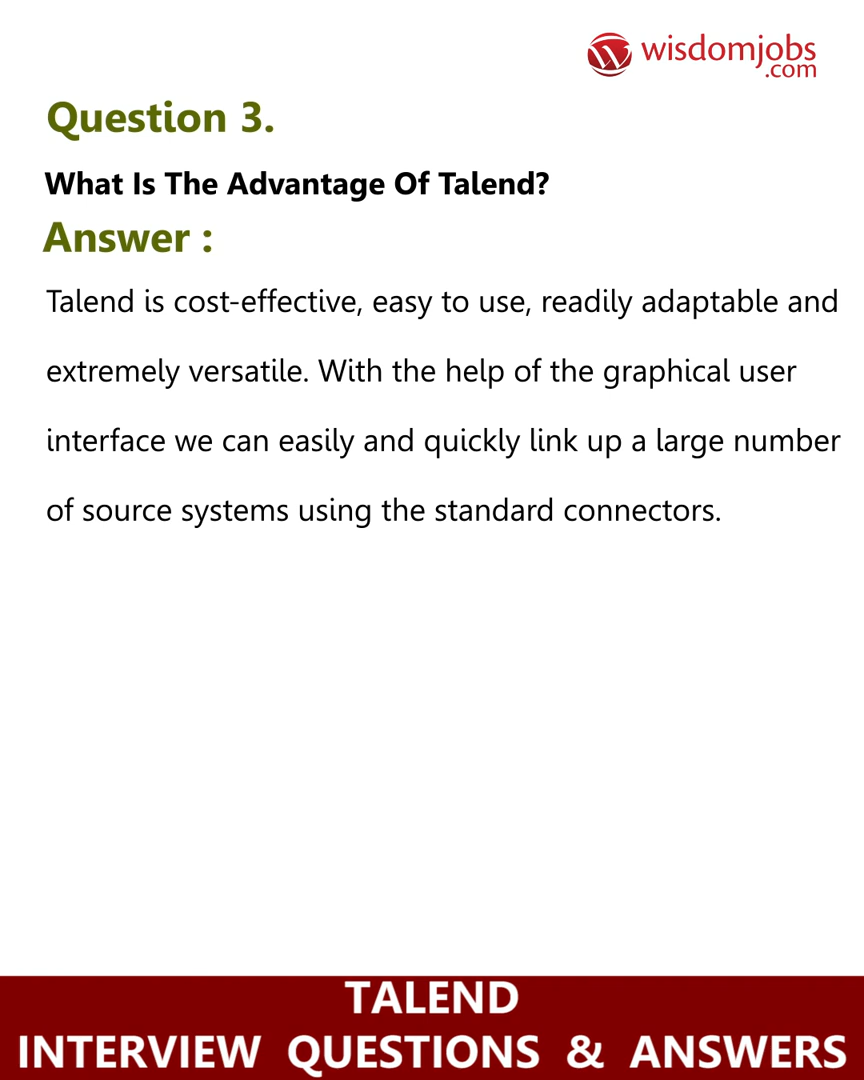 wisdomjobs
.com
Question 3.
What Is The Advantage Of Talend?
Answer :
Talend is cost-effective, easy to use, readily adaptable and
extremely versatile. With the help of the graphical user
interface we can easily and quickly link up a large number
of source systems using the standard connectors.
TALEND
INTERVIEW QUESTIONS & ANSWERS